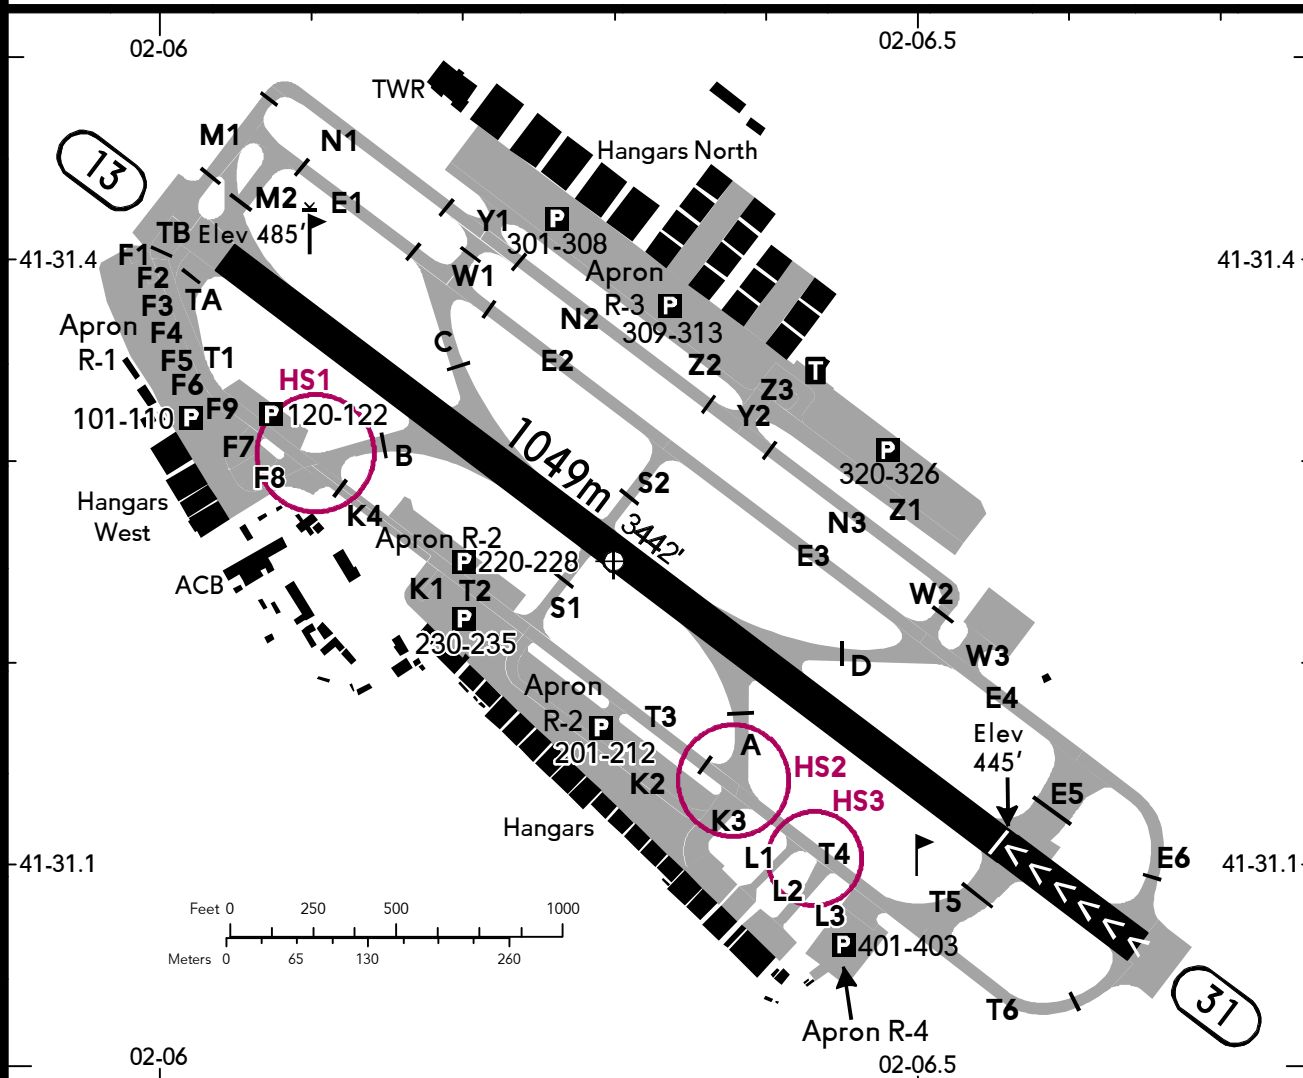 02-06
02-06.5
TWR
M1
N1
Hangars North
13
M2
E1
P
Y1
301-308
TB
Elev 485'
41-31.4
41-31.4
F1
F2
W1
Apron
R-3
P
TA
F3
N2
309-313
Apron
R-1
F4
C
F5
T1
E2
Z2
T
F6
HS1
Z3
101-110
P
F9
P
120-122
Y2
F7
B
1049m
P
320-326
F8
S2
Hangars
West
K4
3442'
N3
Z1
Apron R-2
P
220-228
E3
ACB
K1
T2
S1
W2
P
230-235
D
W3
Apron
R-2
P
201-212
T3
E4
A
Elev
445'
K2
HS2
HS3
E5
Hangars
K3
L1
T4
41-31.1
E6
41-31.1
L2
T5
Feet 0 250 500 1000
L3
P
401-403
Meters 0 65 130 260
T6
31
Apron R-4
02-06
02-06.5